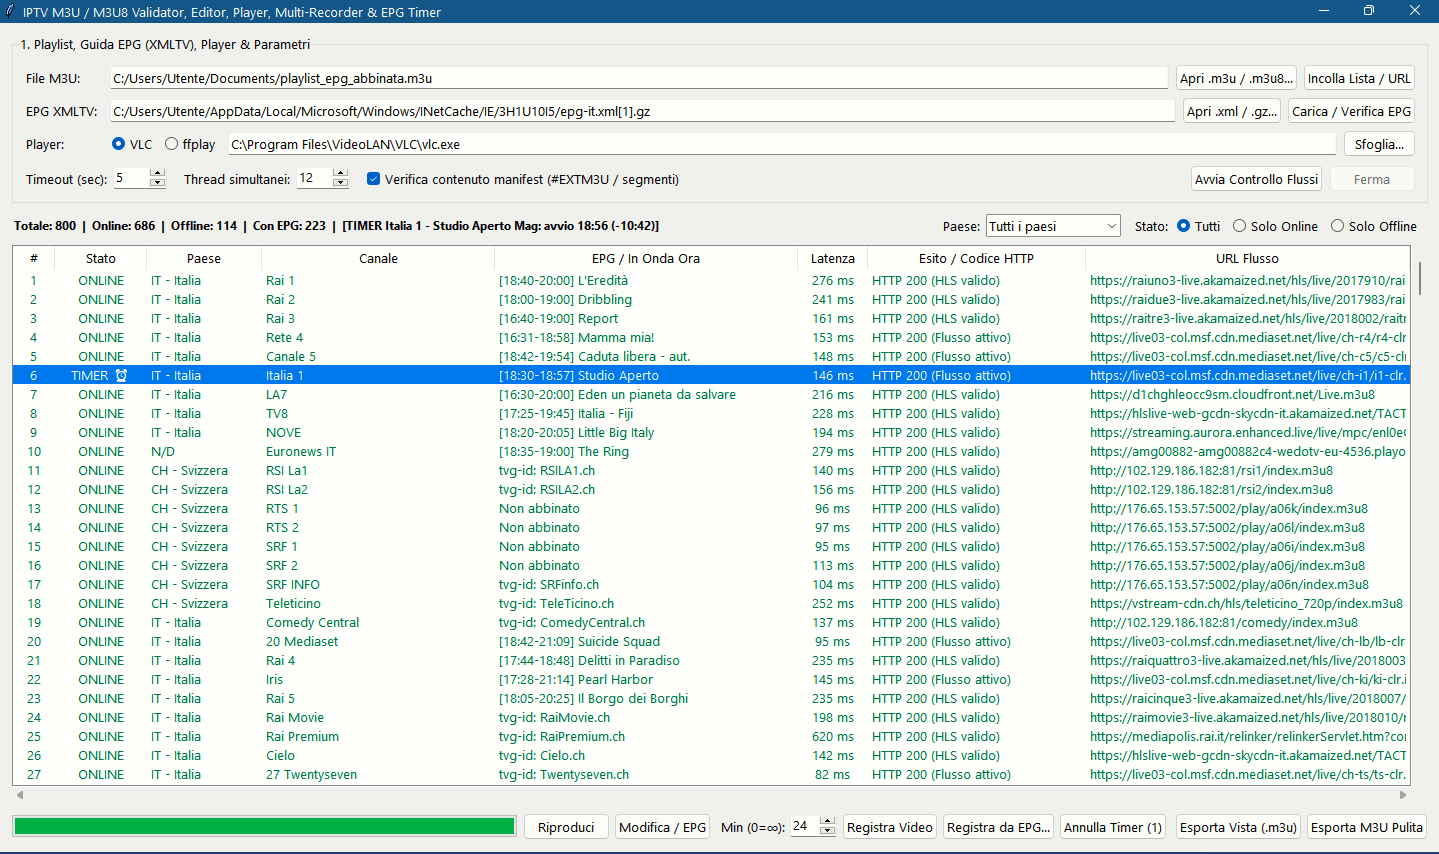 IPTV M3U / M3U8 Validator, Editor, Player, Multi-Recorder & EPG Timer
1. Playlist, Guida EPG (XMLTV), Player & Parametri
File M3U: C:/Users/Utente/Documents/playlist_epg_abbinata.m3u Apri .m3u / .m3u8... Incolla Lista / URL
EPG XMLTV: C:/Users/Utente/AppData/Local/Microsoft/Windows/INetCache/IE/3H1U10I5/epg-it.xml[1].gz Apri .xml / .gz... Carica / Verifica EPG
Player: VLC ffplay C:\Program Files\VideoLAN\VLC\vlc.exe Sfoglia...
Timeout (sec): 5 Thread simultanei: 12 Verifica contenuto manifest (#EXTM3U / segmenti) Avvia Controllo Flussi Ferma
Totale: 800 | Online: 686 | Offline: 114 | Con EPG: 223 | [TIMER Italia 1 - Studio Aperto Mag: avvio 18:56 (-10:42)] Paese: Tutti i paesi Stato: Tutti Solo Online Solo Offline
# Stato Paese Canale EPG / In Onda Ora Latenza Esito / Codice HTTP URL Flusso
1 ONLINE IT - Italia Rai 1 [18:40-20:00] L'Eredità 276 ms HTTP 200 (HLS valido) https://raiuno3-live.akamaized.net/hls/live/2017910/rai
2 ONLINE IT - Italia Rai 2 [18:00-19:00] Dribbling 241 ms HTTP 200 (HLS valido) https://raidue3-live.akamaized.net/hls/live/2017983/rai
3 ONLINE IT - Italia Rai 3 [16:40-19:00] Report 161 ms HTTP 200 (HLS valido) https://raitre3-live.akamaized.net/hls/live/2018002/raitr
4 ONLINE IT - Italia Rete 4 [16:31-18:58] Mamma mia! 153 ms HTTP 200 (Flusso attivo) https://live03-col.msf.cdn.mediaset.net/live/ch-r4/r4-clr
5 ONLINE IT - Italia Canale 5 [18:42-19:54] Caduta libera - aut. 148 ms HTTP 200 (Flusso attivo) https://live03-col.msf.cdn.mediaset.net/live/ch-c5/c5-clr
6 TIMER ⏰ IT - Italia Italia 1 [18:30-18:57] Studio Aperto 146 ms HTTP 200 (Flusso attivo) https://live03-col.msf.cdn.mediaset.net/live/ch-i1/i1-clr.
7 ONLINE IT - Italia LA7 [16:30-20:00] Eden un pianeta da salvare 216 ms HTTP 200 (HLS valido) https://d1chghleocc9sm.cloudfront.net/Live.m3u8
8 ONLINE IT - Italia TV8 [17:25-19:45] Italia - Fiji 228 ms HTTP 200 (HLS valido) https://hlslive-web-gcdn-skycdn-it.akamaized.net/TACT
9 ONLINE IT - Italia NOVE [18:20-20:05] Little Big Italy 194 ms HTTP 200 (HLS valido) https://streaming.aurora.enhanced.live/live/mpc/enl0e
10 ONLINE N/D Euronews IT [18:35-19:00] The Ring 279 ms HTTP 200 (HLS valido) https://amg00882-amg00882c4-wedotv-eu-4536.playo
11 ONLINE CH - Svizzera RSI La1 tvg-id: RSILA1.ch 140 ms HTTP 200 (HLS valido) http://102.129.186.182:81/rsi1/index.m3u8
12 ONLINE CH - Svizzera RSI La2 tvg-id: RSILA2.ch 156 ms HTTP 200 (HLS valido) http://102.129.186.182:81/rsi2/index.m3u8
13 ONLINE CH - Svizzera RTS 1 Non abbinato 96 ms HTTP 200 (HLS valido) http://176.65.153.57:5002/play/a06k/index.m3u8
14 ONLINE CH - Svizzera RTS 2 Non abbinato 97 ms HTTP 200 (HLS valido) http://176.65.153.57:5002/play/a06l/index.m3u8
15 ONLINE CH - Svizzera SRF 1 Non abbinato 95 ms HTTP 200 (HLS valido) http://176.65.153.57:5002/play/a06i/index.m3u8
16 ONLINE CH - Svizzera SRF 2 Non abbinato 113 ms HTTP 200 (HLS valido) http://176.65.153.57:5002/play/a06j/index.m3u8
17 ONLINE CH - Svizzera SRF INFO tvg-id: SRFinfo.ch 104 ms HTTP 200 (HLS valido) http://176.65.153.57:5002/play/a06n/index.m3u8
18 ONLINE CH - Svizzera Teleticino tvg-id: TeleTicino.ch 252 ms HTTP 200 (HLS valido) https://vstream-cdn.ch/hls/teleticino_720p/index.m3u8
19 ONLINE IT - Italia Comedy Central tvg-id: ComedyCentral.ch 137 ms HTTP 200 (HLS valido) http://102.129.186.182:81/comedy/index.m3u8
20 ONLINE IT - Italia 20 Mediaset [18:42-21:09] Suicide Squad 95 ms HTTP 200 (Flusso attivo) https://live03-col.msf.cdn.mediaset.net/live/ch-lb/lb-clr
21 ONLINE IT - Italia Rai 4 [17:44-18:48] Delitti in Paradiso 235 ms HTTP 200 (HLS valido) https://raiquattro3-live.akamaized.net/hls/live/2018003
22 ONLINE IT - Italia Iris [17:28-21:14] Pearl Harbor 145 ms HTTP 200 (Flusso attivo) https://live03-col.msf.cdn.mediaset.net/live/ch-ki/ki-clr.i
23 ONLINE IT - Italia Rai 5 [18:05-20:25] Il Borgo dei Borghi 235 ms HTTP 200 (HLS valido) https://raicinque3-live.akamaized.net/hls/live/2018007/
24 ONLINE IT - Italia Rai Movie tvg-id: RaiMovie.ch 198 ms HTTP 200 (HLS valido) https://raimovie3-live.akamaized.net/hls/live/2018010/r
25 ONLINE IT - Italia Rai Premium tvg-id: RaiPremium.ch 620 ms HTTP 200 (HLS valido) https://mediapolis.rai.it/relinker/relinkerServlet.htm?co
26 ONLINE IT - Italia Cielo tvg-id: Cielo.ch 142 ms HTTP 200 (HLS valido) https://hlslive-web-gcdn-skycdn-it.akamaized.net/TACT
27 ONLINE IT - Italia 27 Twentyseven tvg-id: Twentyseven.ch 82 ms HTTP 200 (Flusso attivo) https://live03-col.msf.cdn.mediaset.net/live/ch-ts/ts-clr.
Riproduci Modifica / EPG Min (0=∞): 24 Registra Video Registra da EPG... Annulla Timer (1) Esporta Vista (.m3u) Esporta M3U Pulita